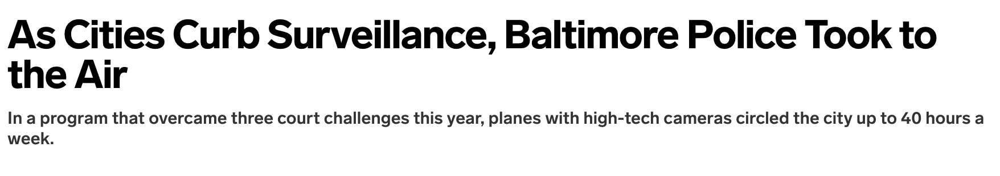 As Cities Curb Surveillance, Baltimore Police Took to
the Air
In a program that overcame three court challenges this year, planes with high-tech cameras circled the city up to 40 hours a
week.